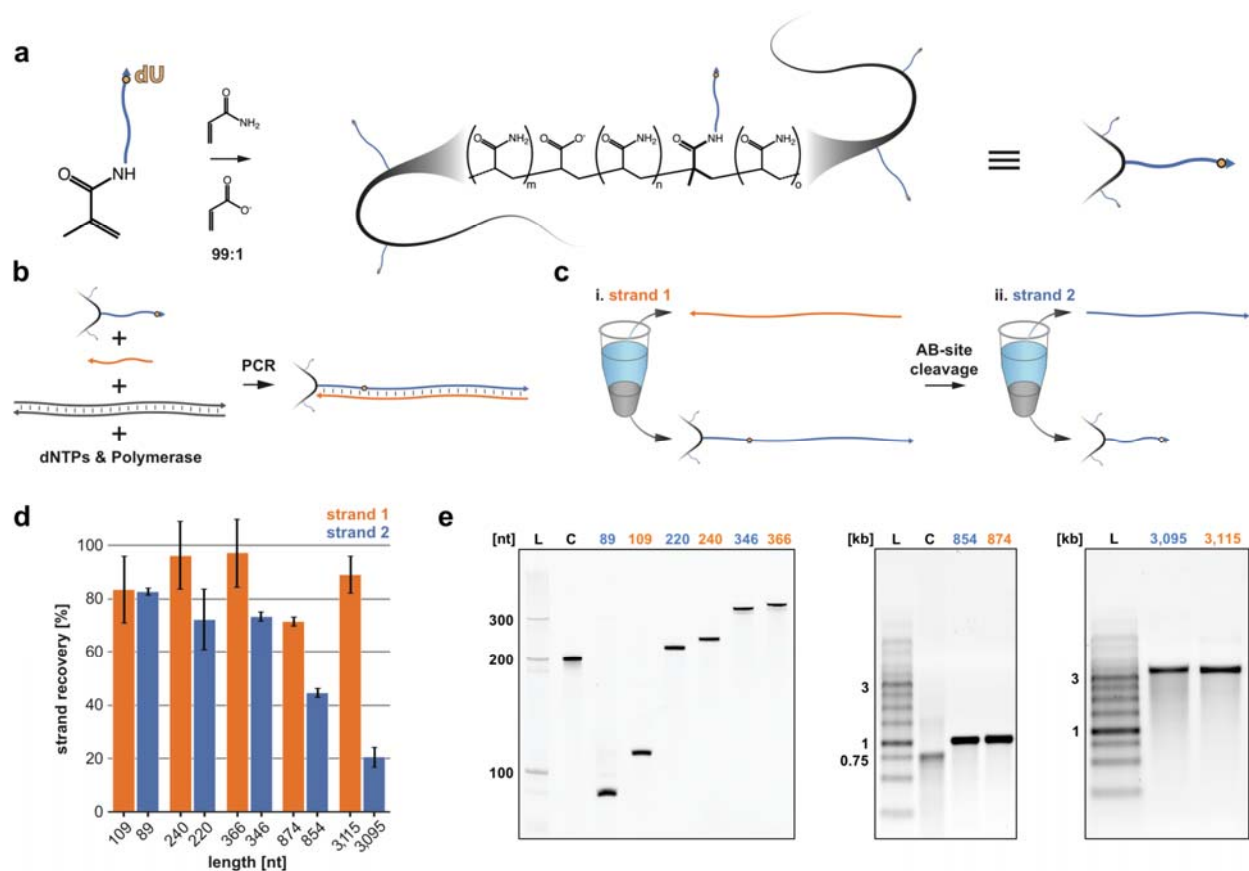 a
dU
O
NH
O
NH2
O
O-
99:1
O
NH2
m
O
O-
O
NH2
n
O
NH
O
NH2
o
b
+
+
+
dNTPs & Polymerase
PCR
c
i. strand 1
AB-site
cleavage
ii. strand 2
d
strand 1
strand 2
strand recovery [%]
100
80
60
40
20
0
109
89
240
220
366
346
874
854
3,115
3,095
length [nt]
e
[nt] L C 89 109 220 240 346 366
300
200
100
[kb] L C 854 874
3
1
0.75
[kb] L 3,095 3,115
3
1